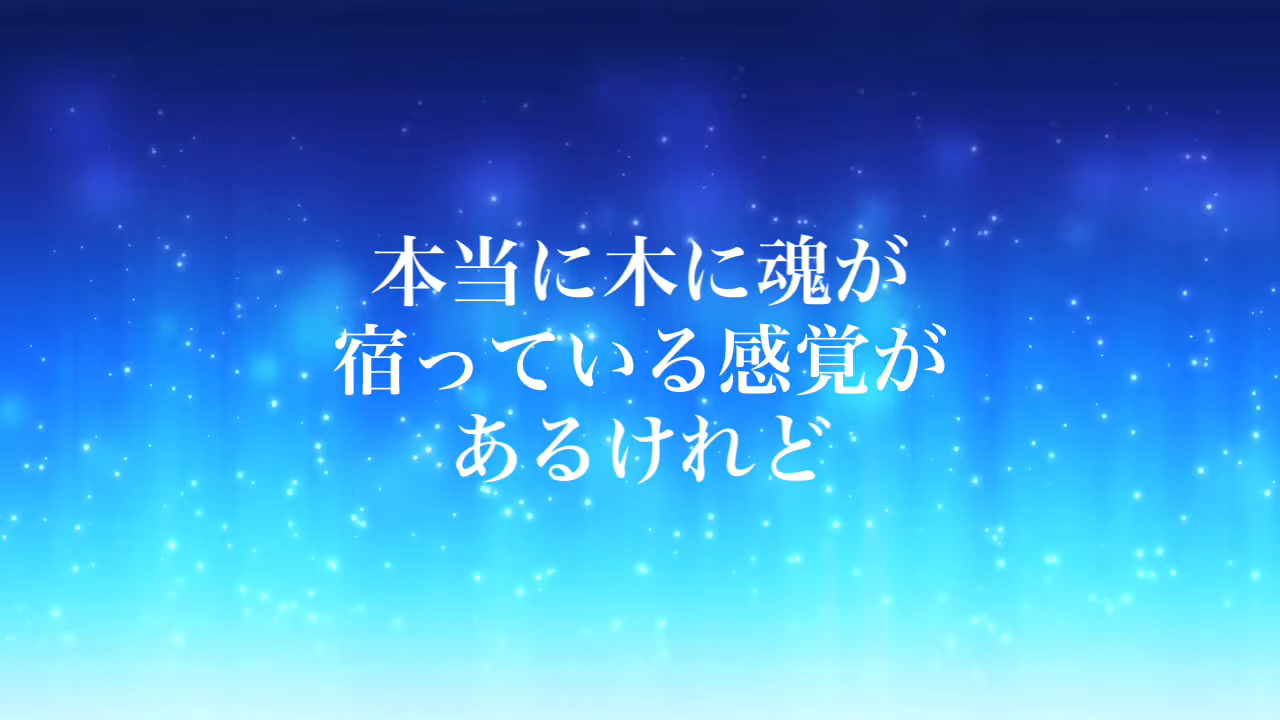 本当に木に魂が
宿っている感覚が
あるけれど